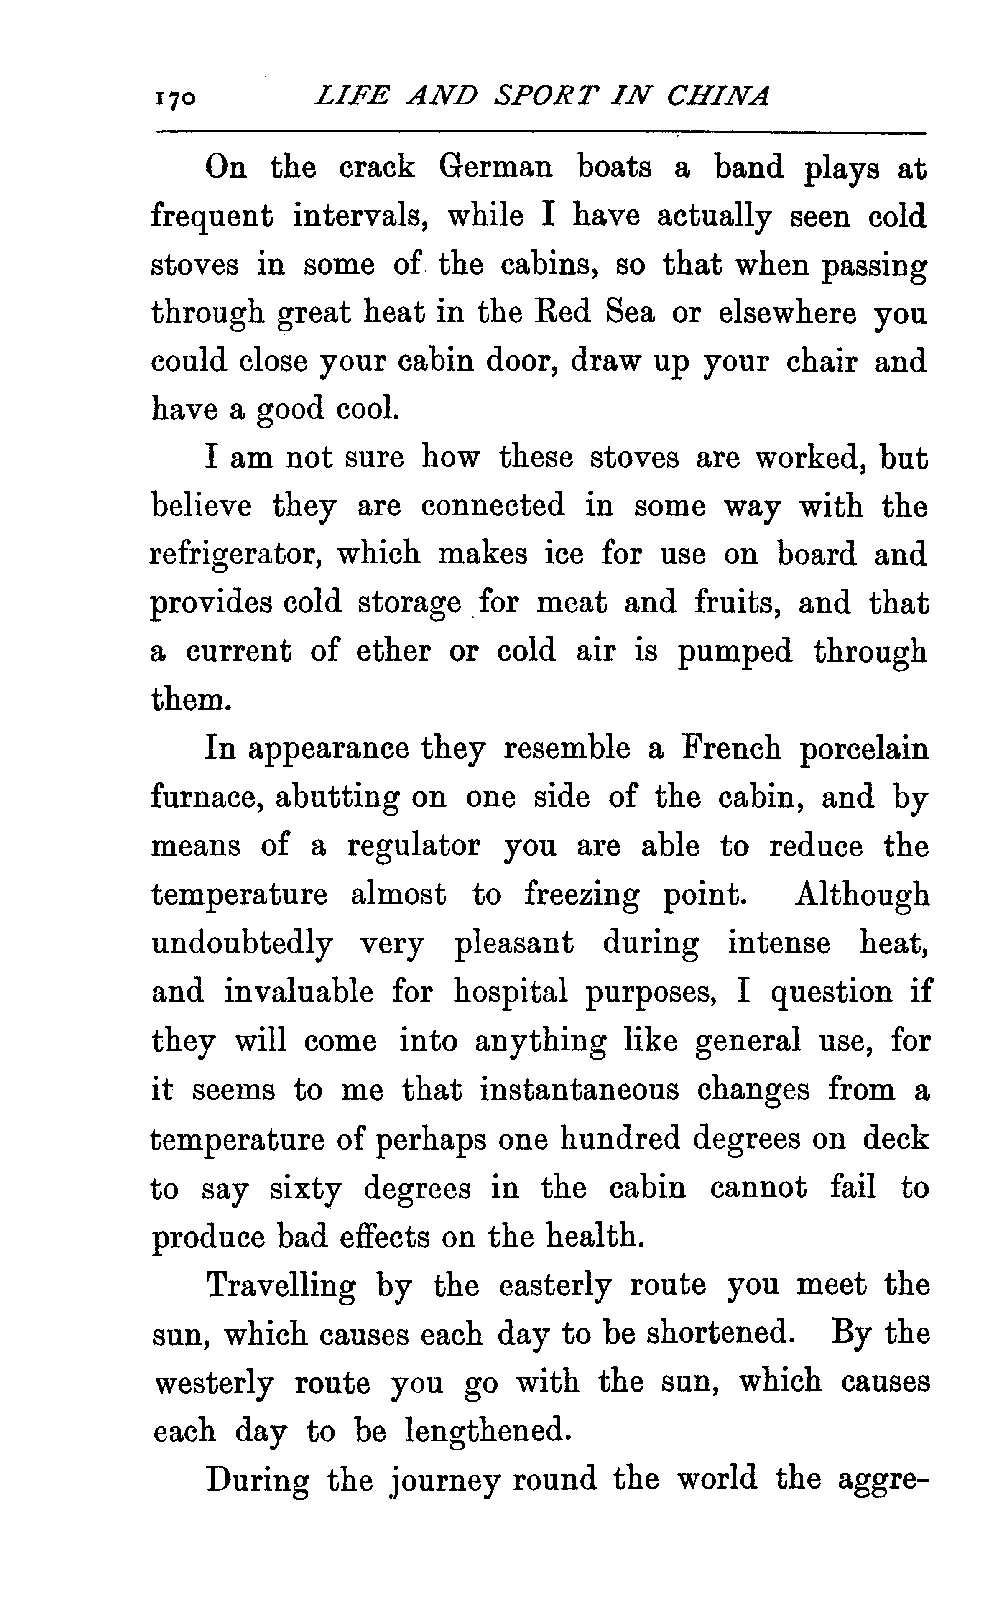 170 LIFE AND SPORT IN CHINA
On the crack German boats a band plays at
frequent intervals, while I have actually seen cold
stoves in some of the cabins, so that when passing
through great heat in the Red Sea or elsewhere you
could close your cabin door, draw up your chair and
have a good cool.
I am not sure how these stoves are worked, but
believe they are connected in some way with the
refrigerator, which makes ice for use on board and
provides cold storage for meat and fruits, and that
a current of ether or cold air is pumped through
them.
In appearance they resemble a French porcelain
furnace, abutting on one side of the cabin, and by
means of a regulator you are able to reduce the
temperature almost to freezing point. Although
undoubtedly very pleasant during intense heat,
and invaluable for hospital purposes, I question if
they will come into anything like general use, for
it seems to me that instantaneous changes from a
temperature of perhaps one hundred degrees on deck
to say sixty degrees in the cabin cannot fail to
produce bad effects on the health.
Travelling by the easterly route you meet the
sun, which causes each day to be shortened. By the
westerly route you go with the sun, which causes
each day to be lengthened.
During the journey round the world the aggre-